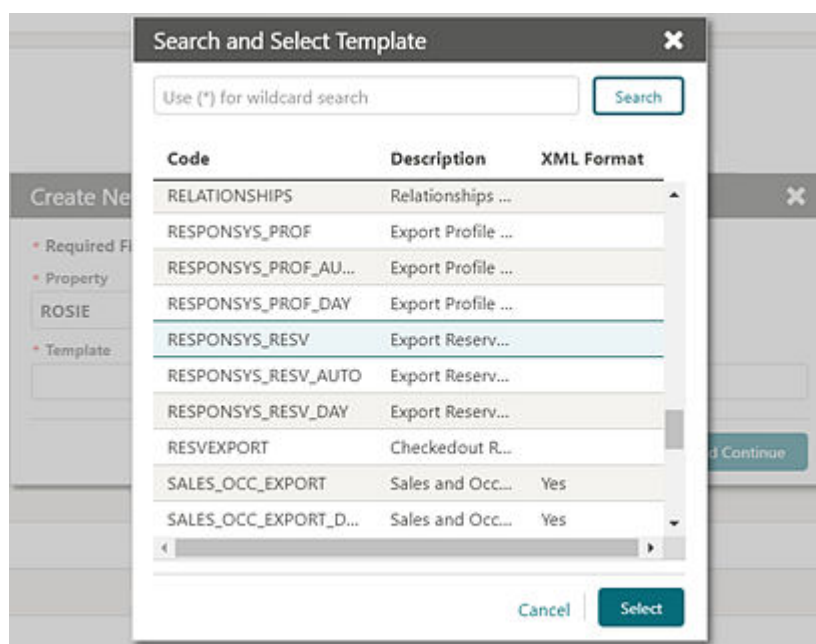 Search and Select Template
Use (*) for wildcard search
Search
Code Description XML Format
RELATIONSHIPS Relationships ...
RESPONSYS_PROF Export Profile ...
RESPONSYS_PROF_AU... Export Profile ...
RESPONSYS_PROF_DAY Export Profile ...
RESPONSYS_RESV Export Reserv...
RESPONSYS_RESV_AUTO Export Reserv...
RESPONSYS_RESV_DAY Export Reserv...
RESVEXPORT Checkedout R...
SALES_OCC_EXPORT Sales and Occ... Yes
SALES_OCC_EXPORT_D... Sales and Occ... Yes
Cancel
Select
Create Ne
* Required Fi
* Property
ROSIE
* Template
d Continue